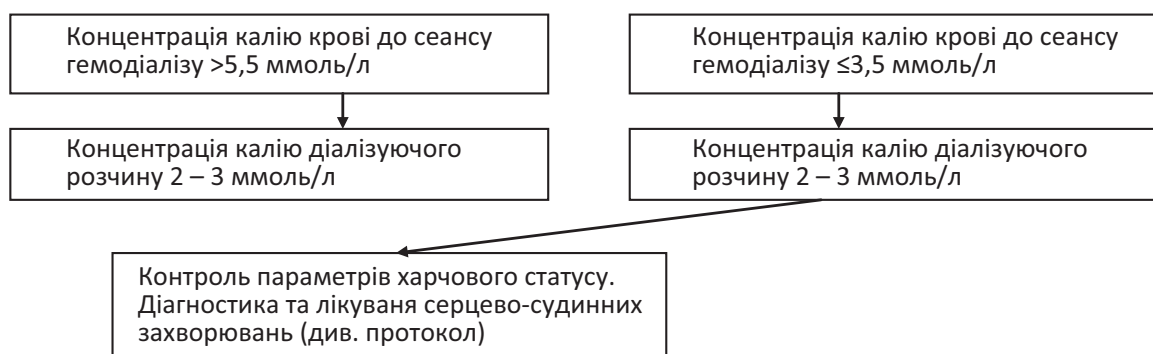 Концентрація калію крові до сеансу
гемодіалізу >5,5 ммоль/л
Концентрація калію крові до сеансу
гемодіалізу ≤3,5 ммоль/л
Концентрація калію діалізуючого
розчину 2 – 3 ммоль/л
Концентрація калію діалізуючого
розчину 2 – 3 ммоль/л
Контроль параметрів харчового статусу.
Діагностика та лікуваня серцево-судинних
захворювань (див. протокол)